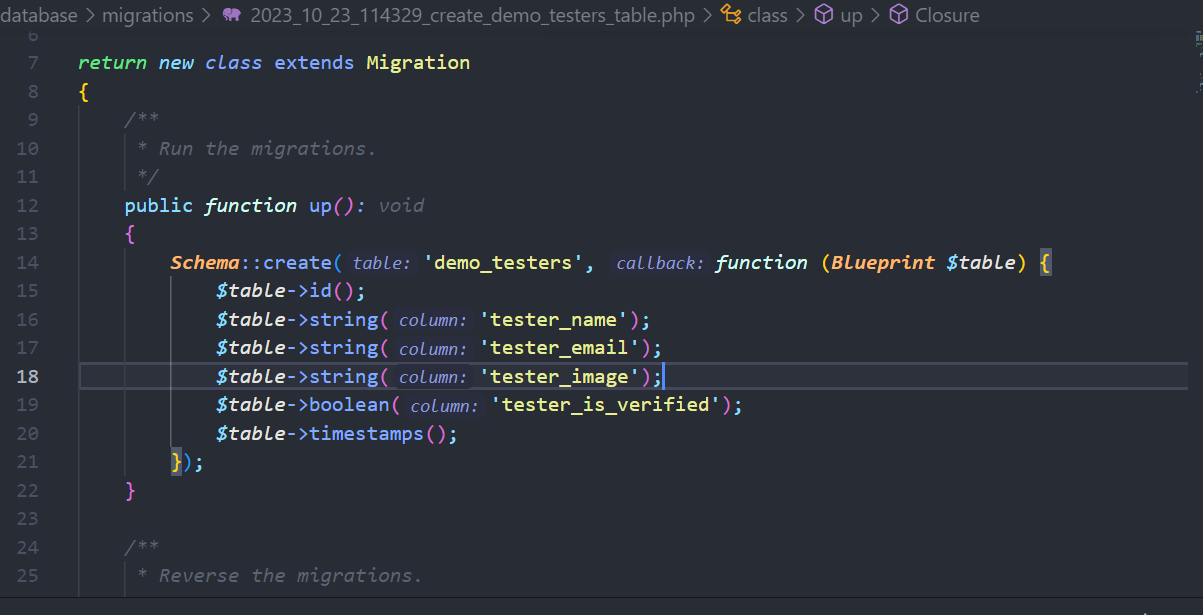 database > migrations > 2023_10_23_114329_create_demo_testers_table.php > class > up > Closure
6
7 return new class extends Migration
8 {
9 /**
10 * Run the migrations.
11 */
12 public function up(): void
13 {
14 Schema::create( table: 'demo_testers', callback: function (Blueprint $table) {
15 $table->id();
16 $table->string( column: 'tester_name');
17 $table->string( column: 'tester_email');
18 $table->string( column: 'tester_image');
19 $table->boolean( column: 'tester_is_verified');
20 $table->timestamps();
21 });
22 }
23
24 /**
25 * Reverse the migrations.